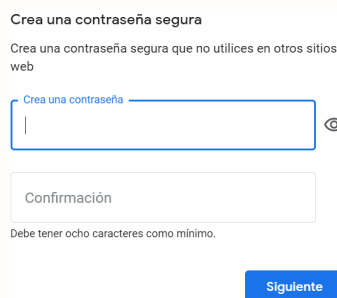 Crea una contraseña segura
Crea una contraseña segura que no utilices en otros sitios
web
Crea una contraseña
Confirmación
Debe tener ocho caracteres como mínimo.
Siguiente